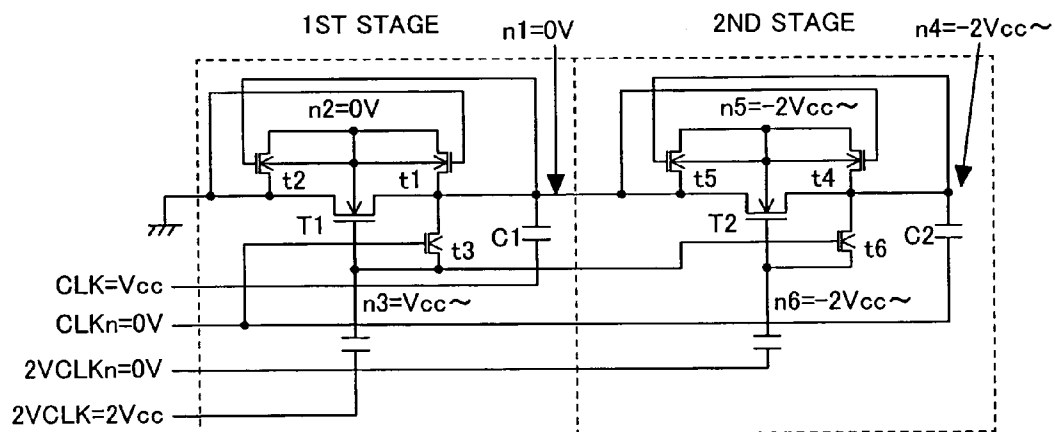 1ST STAGE
n1=0V
2ND STAGE
n4=-2Vcc~
n2=0V
n5=-2Vcc~
t2
t1
t5
t4
T1
t3
C1
T2
t6
C2
CLK=Vcc
n3=Vcc~
n6=-2Vcc~
CLKn=0V
2VCLKn=0V
2VCLK=2Vcc